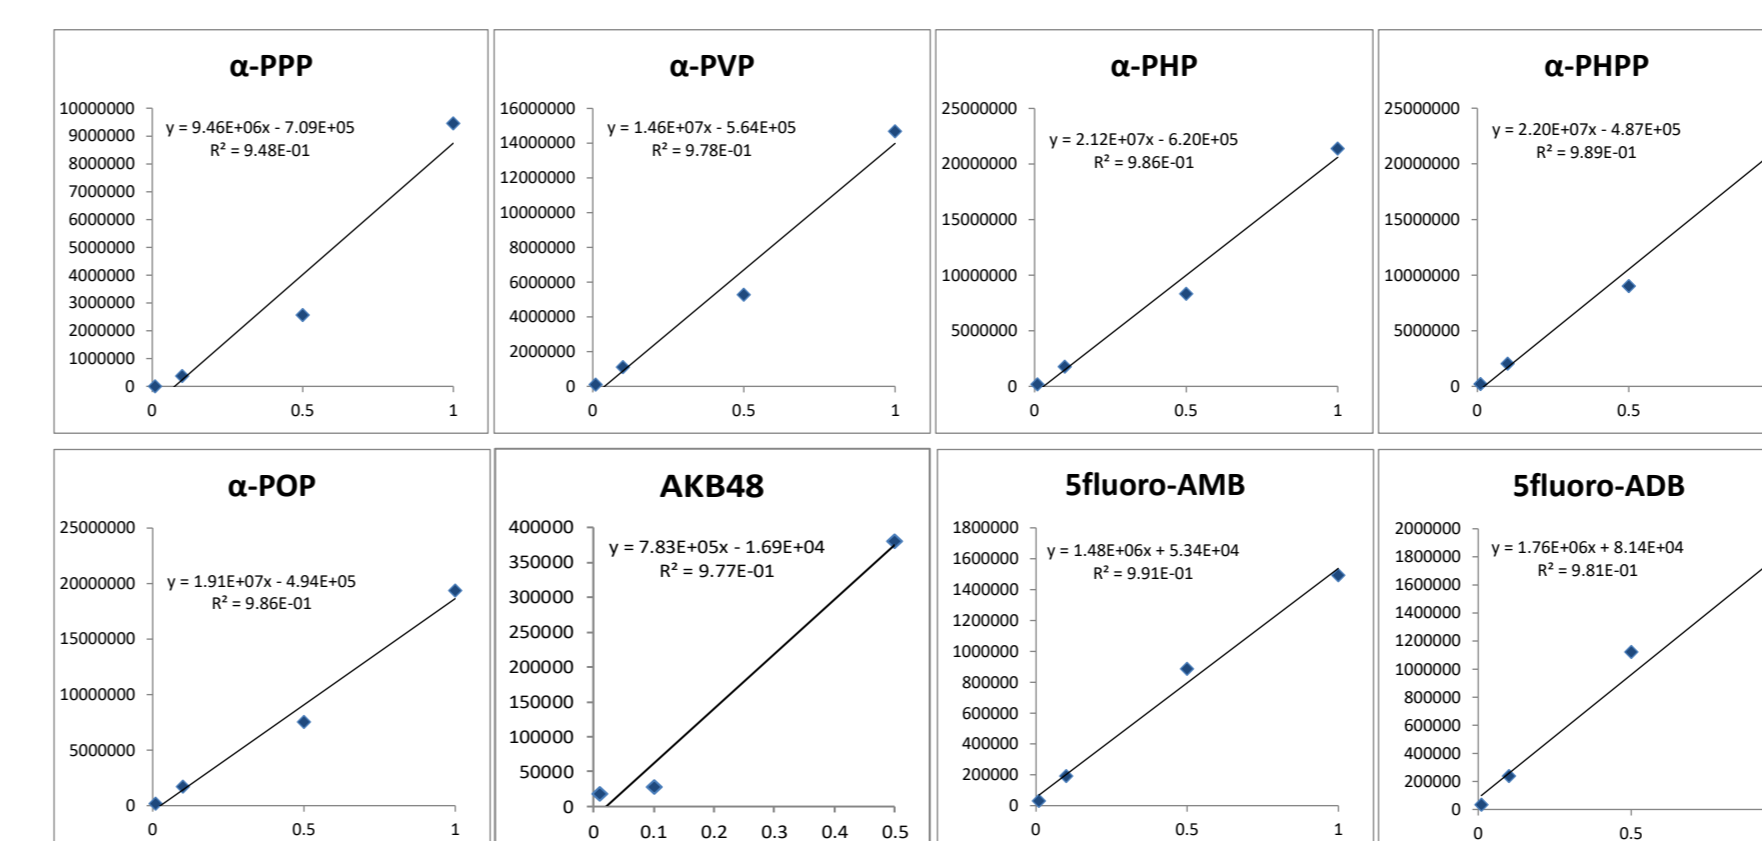 α-PPP
10000000
9000000
8000000
7000000
6000000
5000000
4000000
3000000
2000000
1000000
0
y = 9.46E+06x - 7.09E+05
R² = 9.48E-01
0 0.5 1
α-PVP
16000000
14000000
12000000
10000000
8000000
6000000
4000000
2000000
0
y = 1.46E+07x - 5.64E+05
R² = 9.78E-01
0 0.5 1
α-PHP
25000000
20000000
15000000
10000000
5000000
0
y = 2.12E+07x - 6.20E+05
R² = 9.86E-01
0 0.5 1
α-PHPP
25000000
20000000
15000000
10000000
5000000
0
y = 2.20E+07x - 4.87E+05
R² = 9.89E-01
0 0.5
α-POP
25000000
20000000
15000000
10000000
5000000
0
y = 1.91E+07x - 4.94E+05
R² = 9.86E-01
0 0.5 1
AKB48
400000
350000
300000
250000
200000
150000
100000
50000
0
y = 7.83E+05x - 1.69E+04
R² = 9.77E-01
0 0.1 0.2 0.3 0.4 0.5
5fluoro-AMB
1800000
1600000
1400000
1200000
1000000
800000
600000
400000
200000
0
y = 1.48E+06x + 5.34E+04
R² = 9.91E-01
0 0.5 1
5fluoro-ADB
2000000
1800000
1600000
1400000
1200000
1000000
800000
600000
400000
200000
0
y = 1.76E+06x + 8.14E+04
R² = 9.81E-01
0 0.5